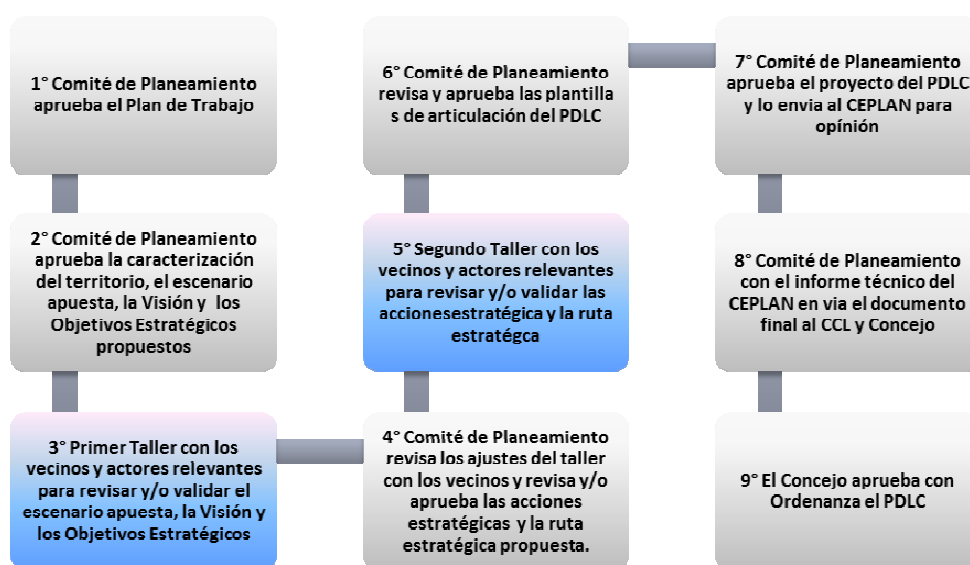 1° Comité de Planeamiento
aprueba el Plan de Trabajo
2° Comité de Planeamiento
aprueba la caracterización
del territorio, el escenario
apuesta, la Visión y los
Objetivos Estratégicos
propuestos
3° Primer Taller con los
vecinos y actores relevantes
para revisar y/o validar el
escenario apuesta, la Visión y
los Objetivos Estratégicos
4° Comité de Planeamiento
revisa los ajustes del taller
con los vecinos y revisa y/o
aprueba las acciones
estratégicas y la ruta
estratégica propuesta.
5° Segundo Taller con los
vecinos y actores relevantes
para revisar y/o validar las
accionesestratégica y la ruta
estratégca
6° Comité de Planeamiento
revisa y aprueba las plantilla
s de articulación del PDLC
7° Comité de Planeamiento
aprueba el proyecto del PDLC
y lo envia al CEPLAN para
opinión
8° Comité de Planeamiento
con el informe técnico del
CEPLAN en via el documento
final al CCL y Concejo
9° El Concejo aprueba con
Ordenanza el PDLC